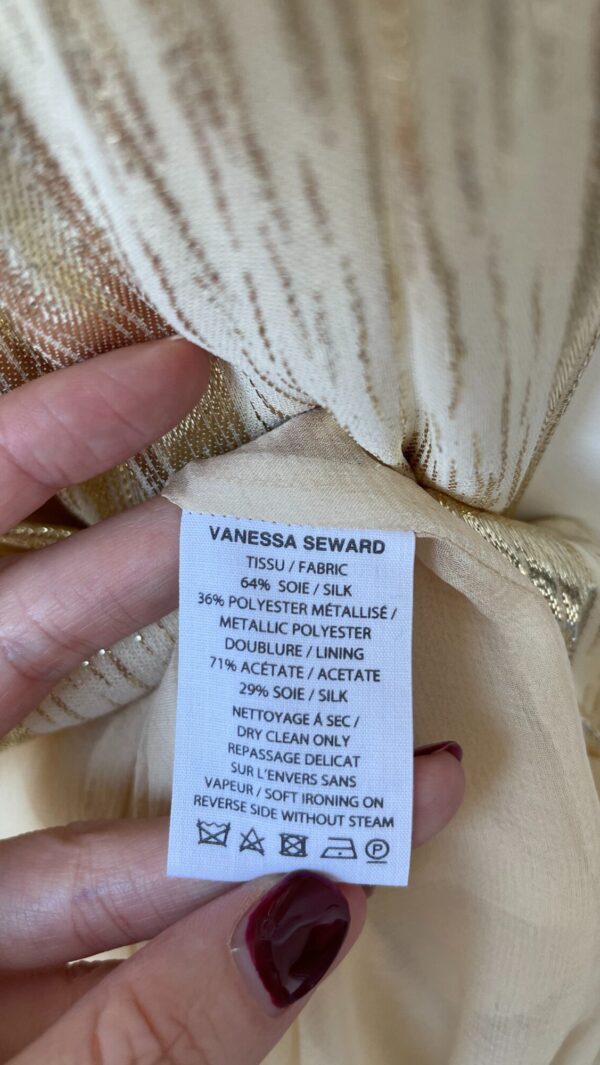 VANESSA SEWARD
TISSU / FABRIC
64% SOIE / SILK
36% POLYESTER MÉTALLISÉ /
METALLIC POLYESTER
DOUBLURE / LINING
71% ACÉTATE / ACETATE
29% SOIE / SILK
NETTOYAGE Á SEC /
DRY CLEAN ONLY
REPASSAGE DELICAT
SUR L'ENVERS SANS
VAPEUR / SOFT IRONING ON
REVERSE SIDE WITHOUT STEAM
P